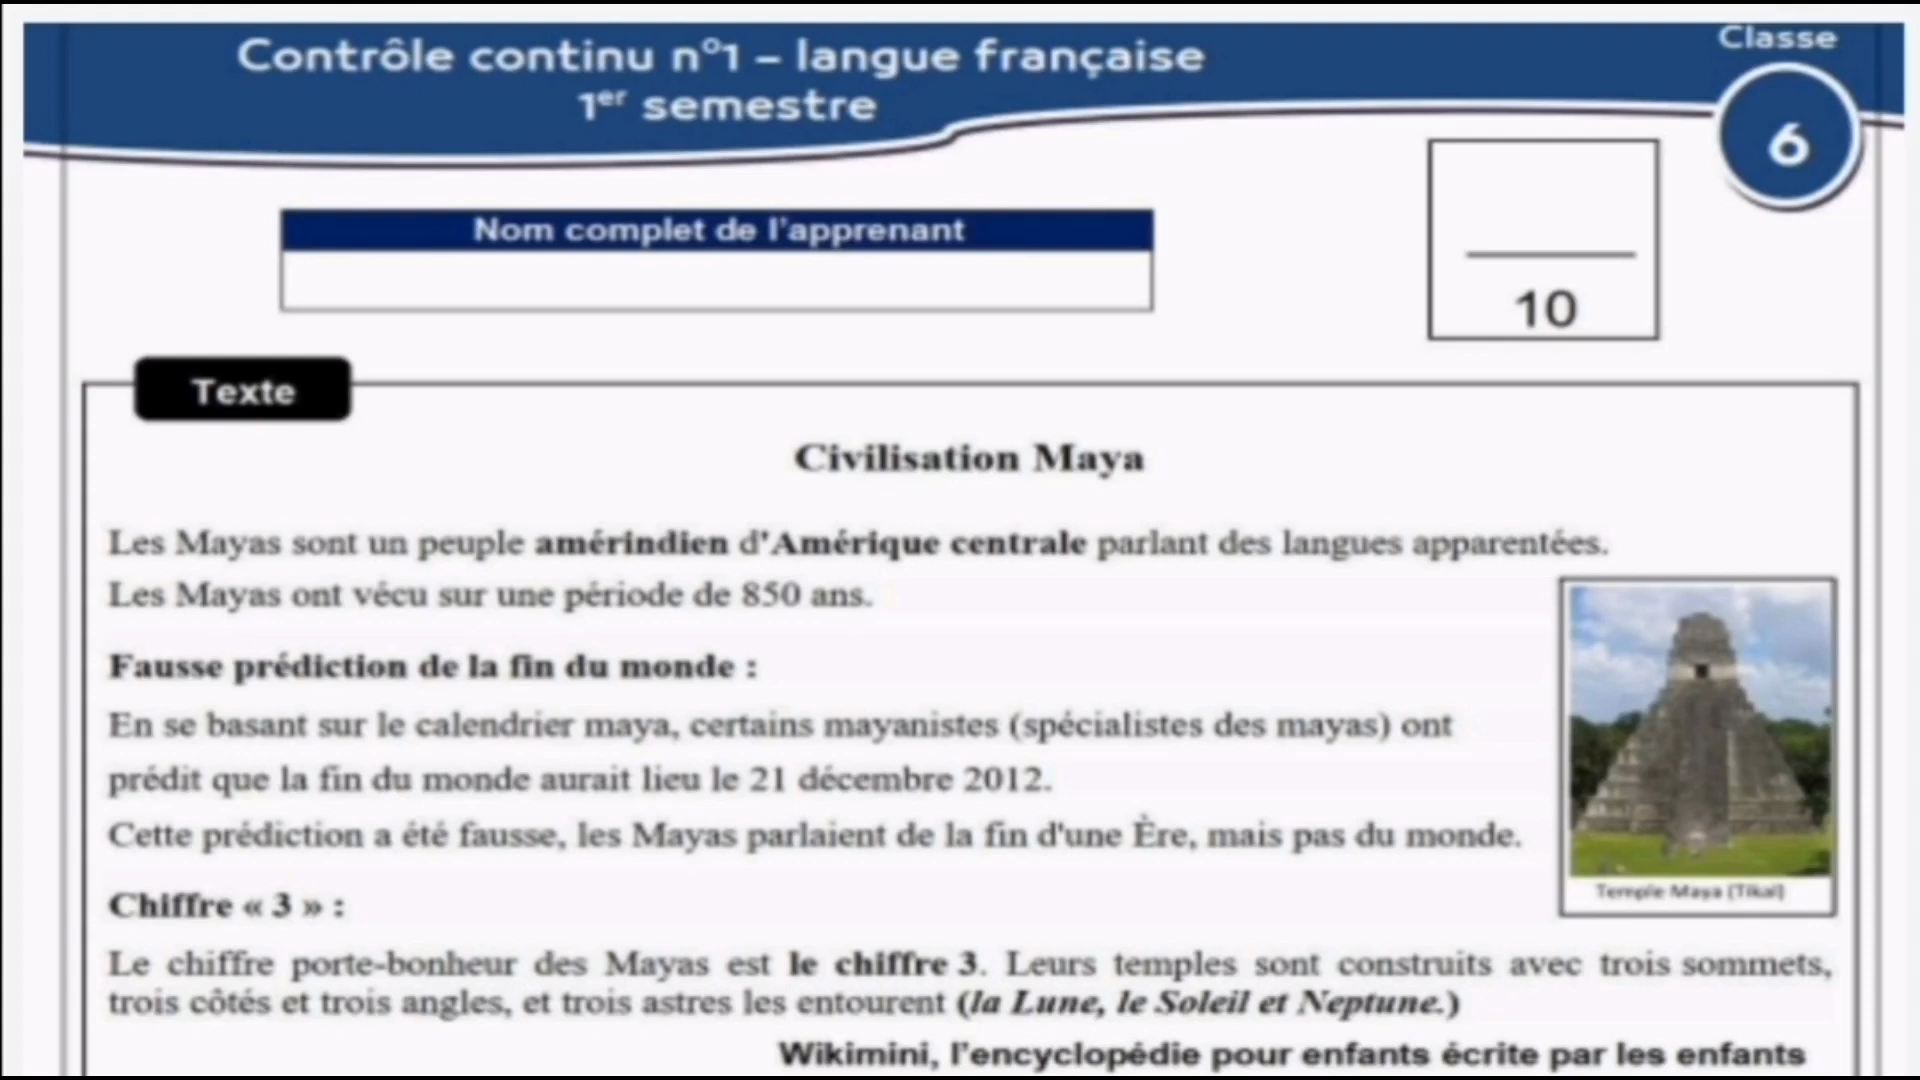 Classe
Contrôle continu n°1 – langue française
1er semestre
6
Nom complet de l'apprenant
10
Texte
Civilisation Maya
Les Mayas sont un peuple amérindien d'Amérique centrale parlant des langues apparentées.
Les Mayas ont vécu sur une période de 850 ans.
Fausse prédiction de la fin du monde :
En se basant sur le calendrier maya, certains mayanistes (spécialistes des mayas) ont
prédit que la fin du monde aurait lieu le 21 décembre 2012.
Cette prédiction a été fausse, les Mayas parlaient de la fin d'une Ère, mais pas du monde.
Temple Maya (Tikal)
Chiffre « 3 » :
Le chiffre porte-bonheur des Mayas est le chiffre 3. Leurs temples sont construits avec trois sommets,
trois côtés et trois angles, et trois astres les entourent (la Lune, le Soleil et Neptune.)
Wikimini, l'encyclopédie pour enfants écrite par les enfants